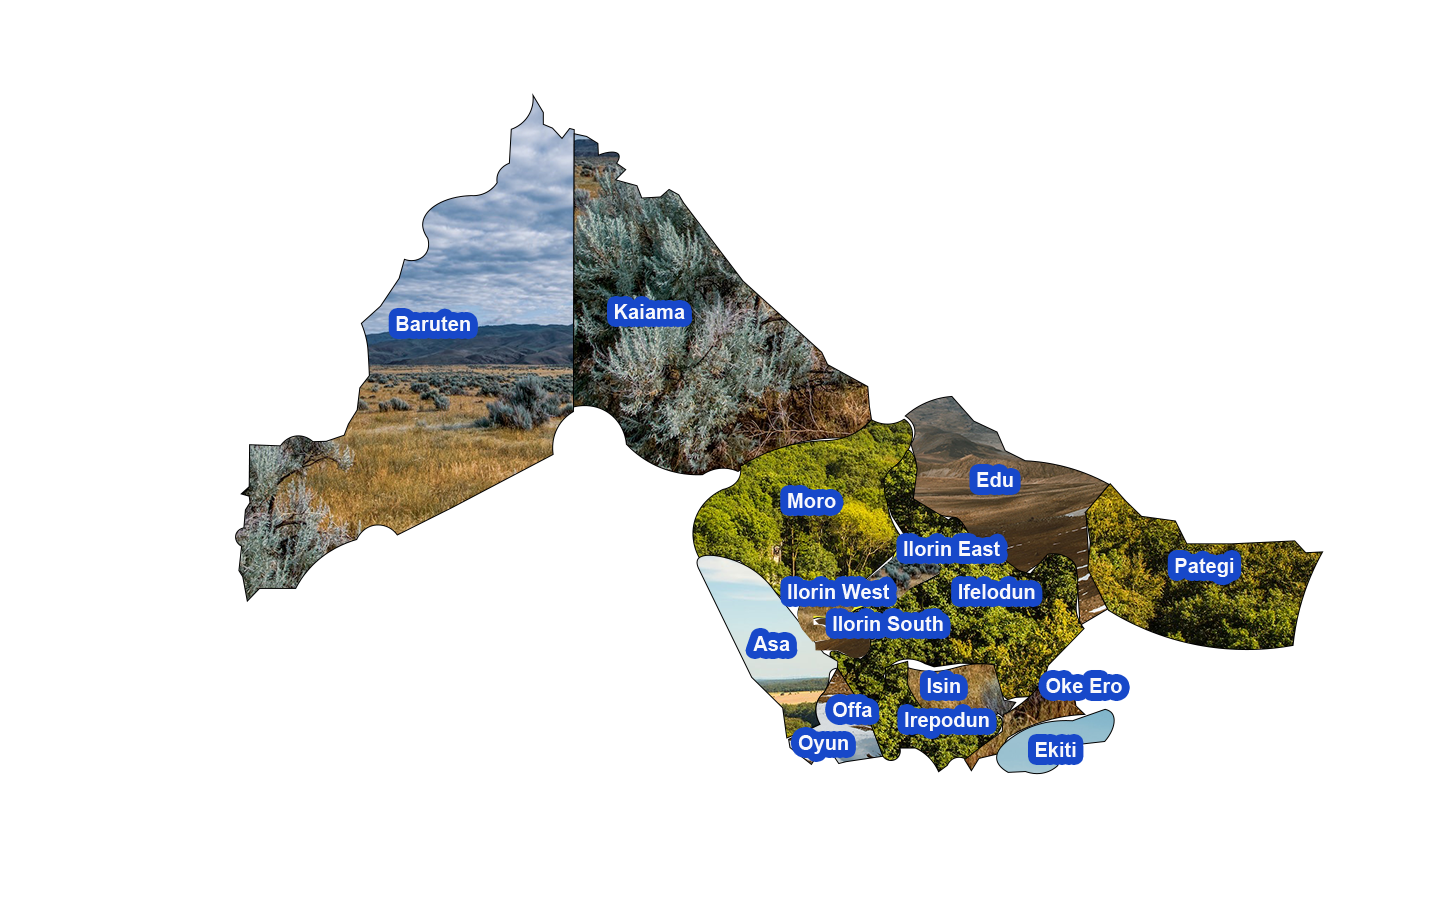 Kaiama
Baruten
Edu
Moro
Ilorin East
Pategi
Ilorin West
Ifelodun
Ilorin South
Asa
Isin
Oke Ero
Offa
Irepodun
Oyun
Ekiti